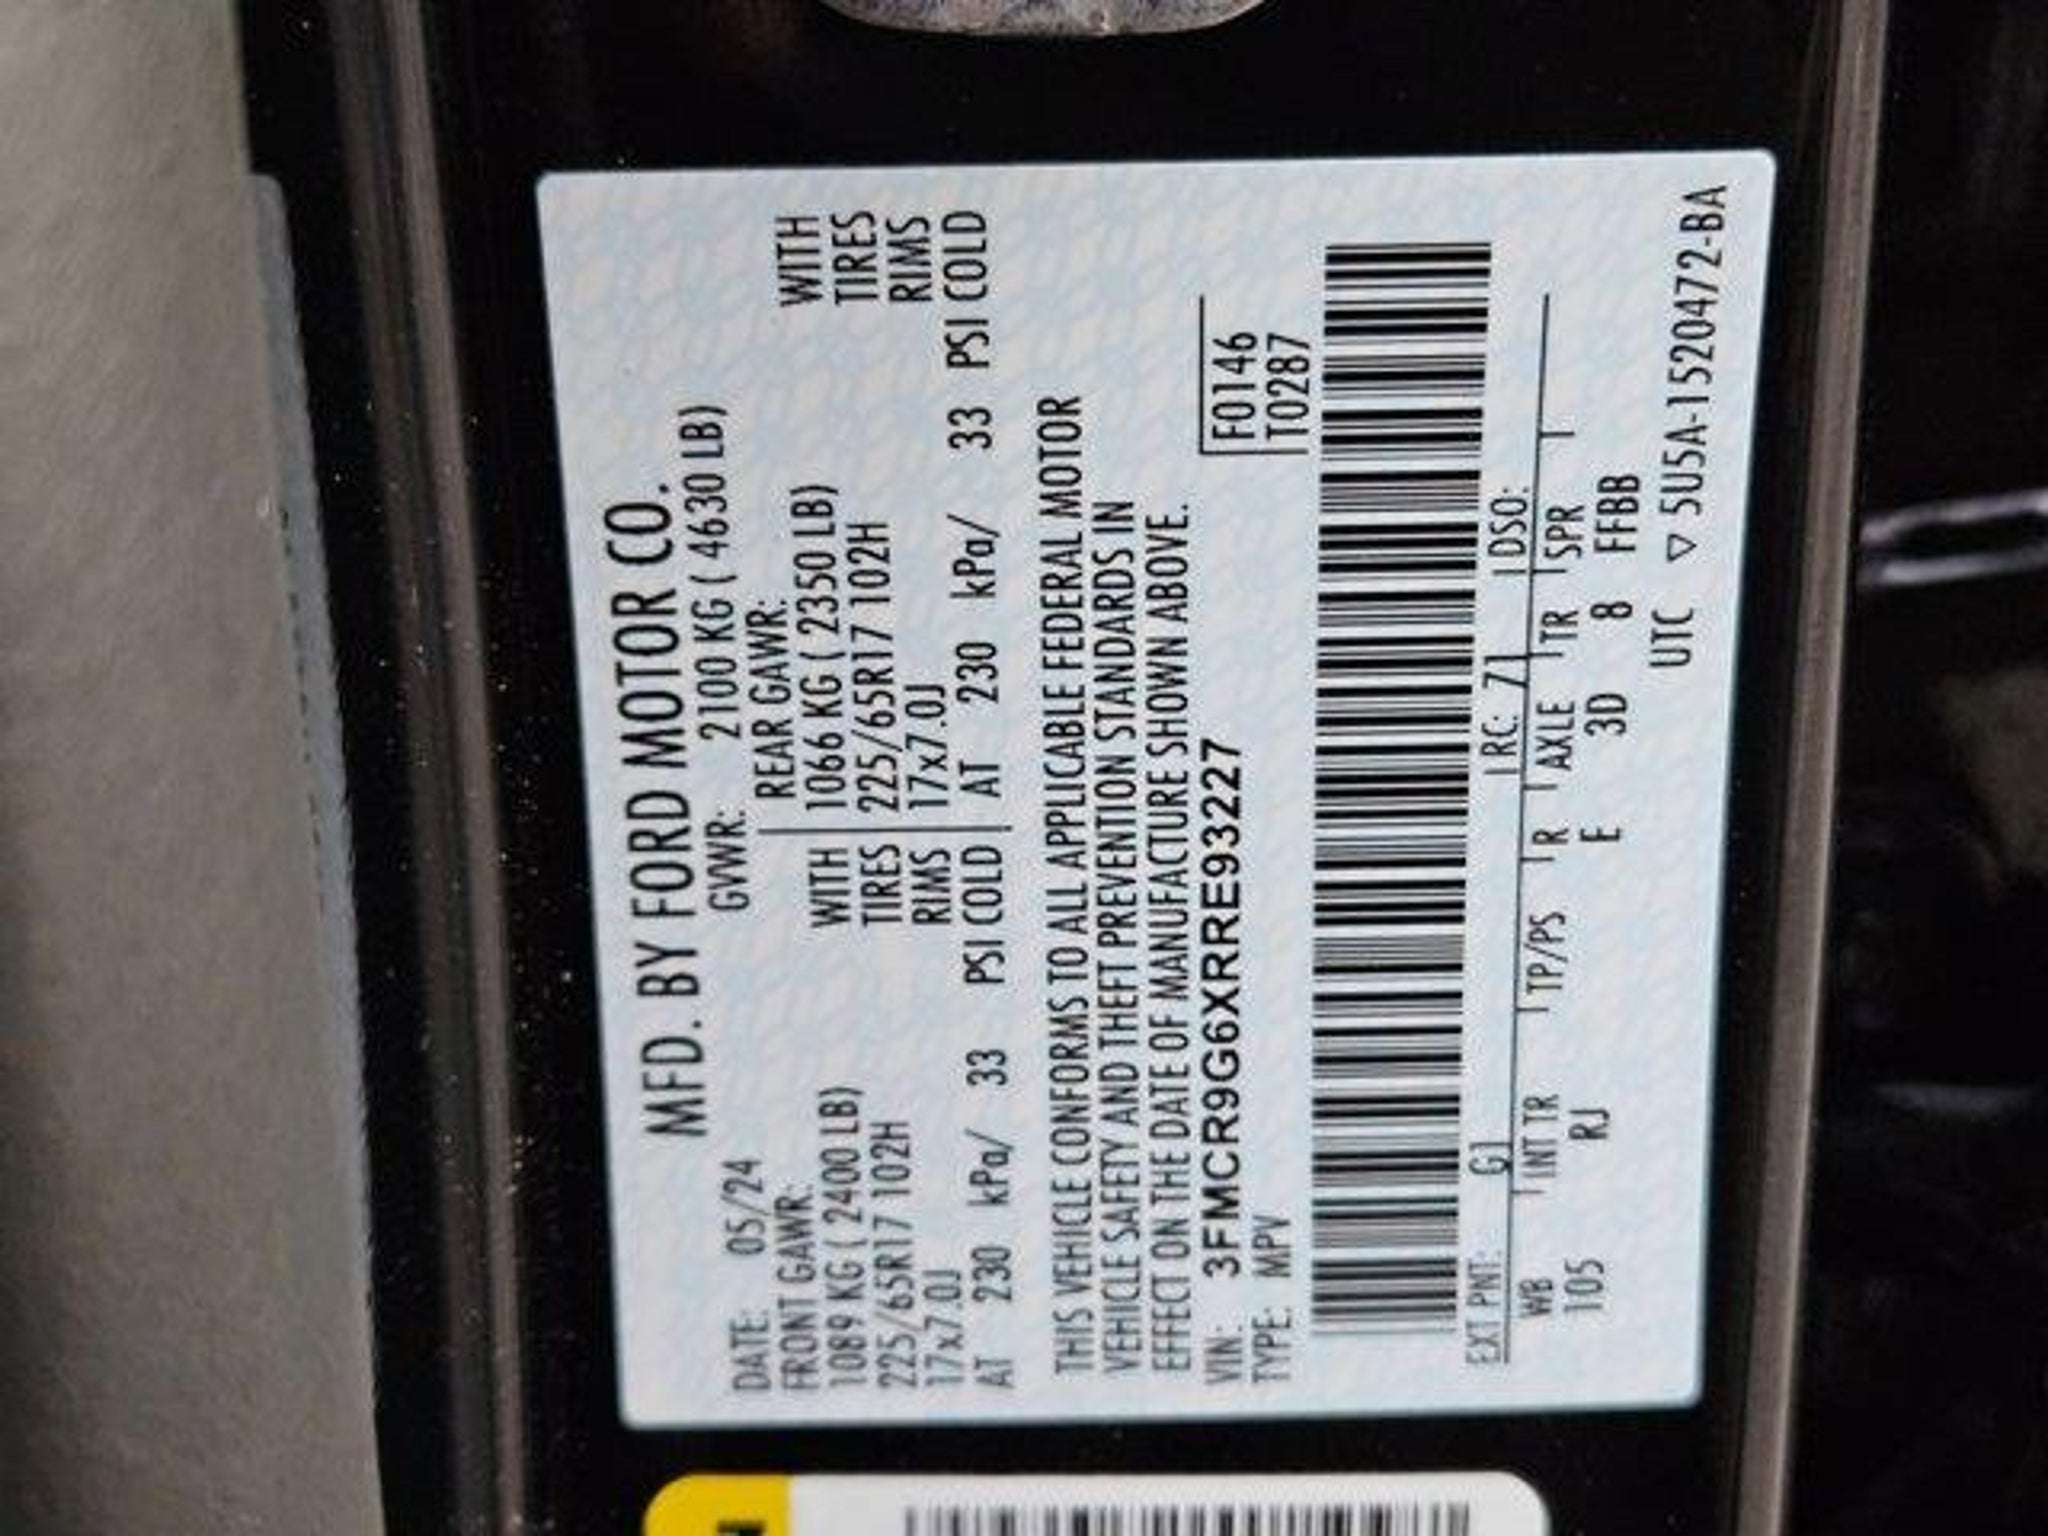 MFD. BY FORD MOTOR CO.
DATE: 05/24 GVWR: 2100 KG ( 4630 LB)
FRONT GAWR: REAR GAWR:
1089 KG ( 2400 LB) WITH 1066 KG ( 2350 LB) WITH
225/65R17 102H TIRES 225/65R17 102H TIRES
17x7.0J RIMS 17x7.0J RIMS
AT 230 kPa/ 33 PSI COLD AT 230 kPa/ 33 PSI COLD
THIS VEHICLE CONFORMS TO ALL APPLICABLE FEDERAL MOTOR
VEHICLE SAFETY AND THEFT PREVENTION STANDARDS IN
EFFECT ON THE DATE OF MANUFACTURE SHOWN ABOVE.
VIN: 3FMCR9G6XRRE93227 F0146
TYPE: MPV T0287
EXT PNT: G1 RC: 71 DSO:
WB INT TR TP/PS R AXLE TR SPR
105 RJ E 3D 8 FFBB
UTC ▽ 5U5A-1520472-BA